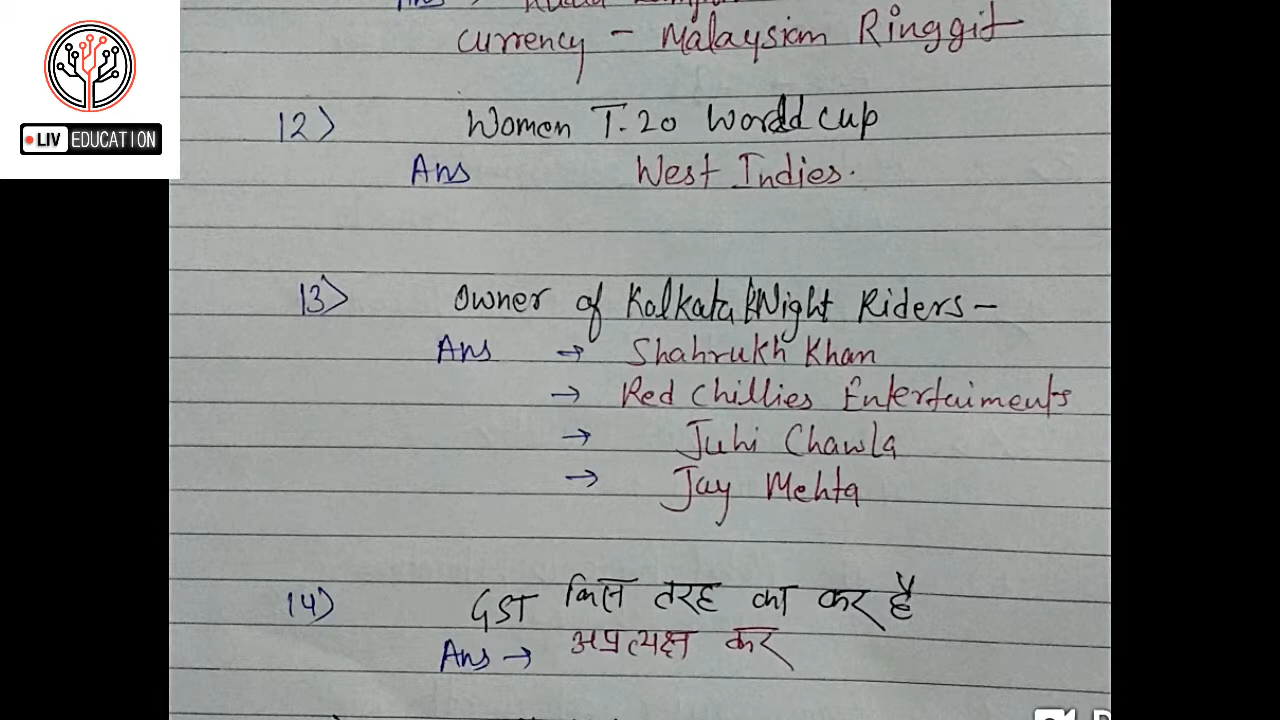 LIV EDUCATION
Ans
currency - Malaysian Ringgit
12) Women T.20 World cup
Ans West Indies.
13) Owner of Kolkata Knight Riders -
Ans → Shahrukh Khan
→ Red Chillies Entertaiments
→ Juhi Chawla
→ Jay Mehta
14) GST किस तरह का कर है
Ans → अप्रत्यक्ष कर